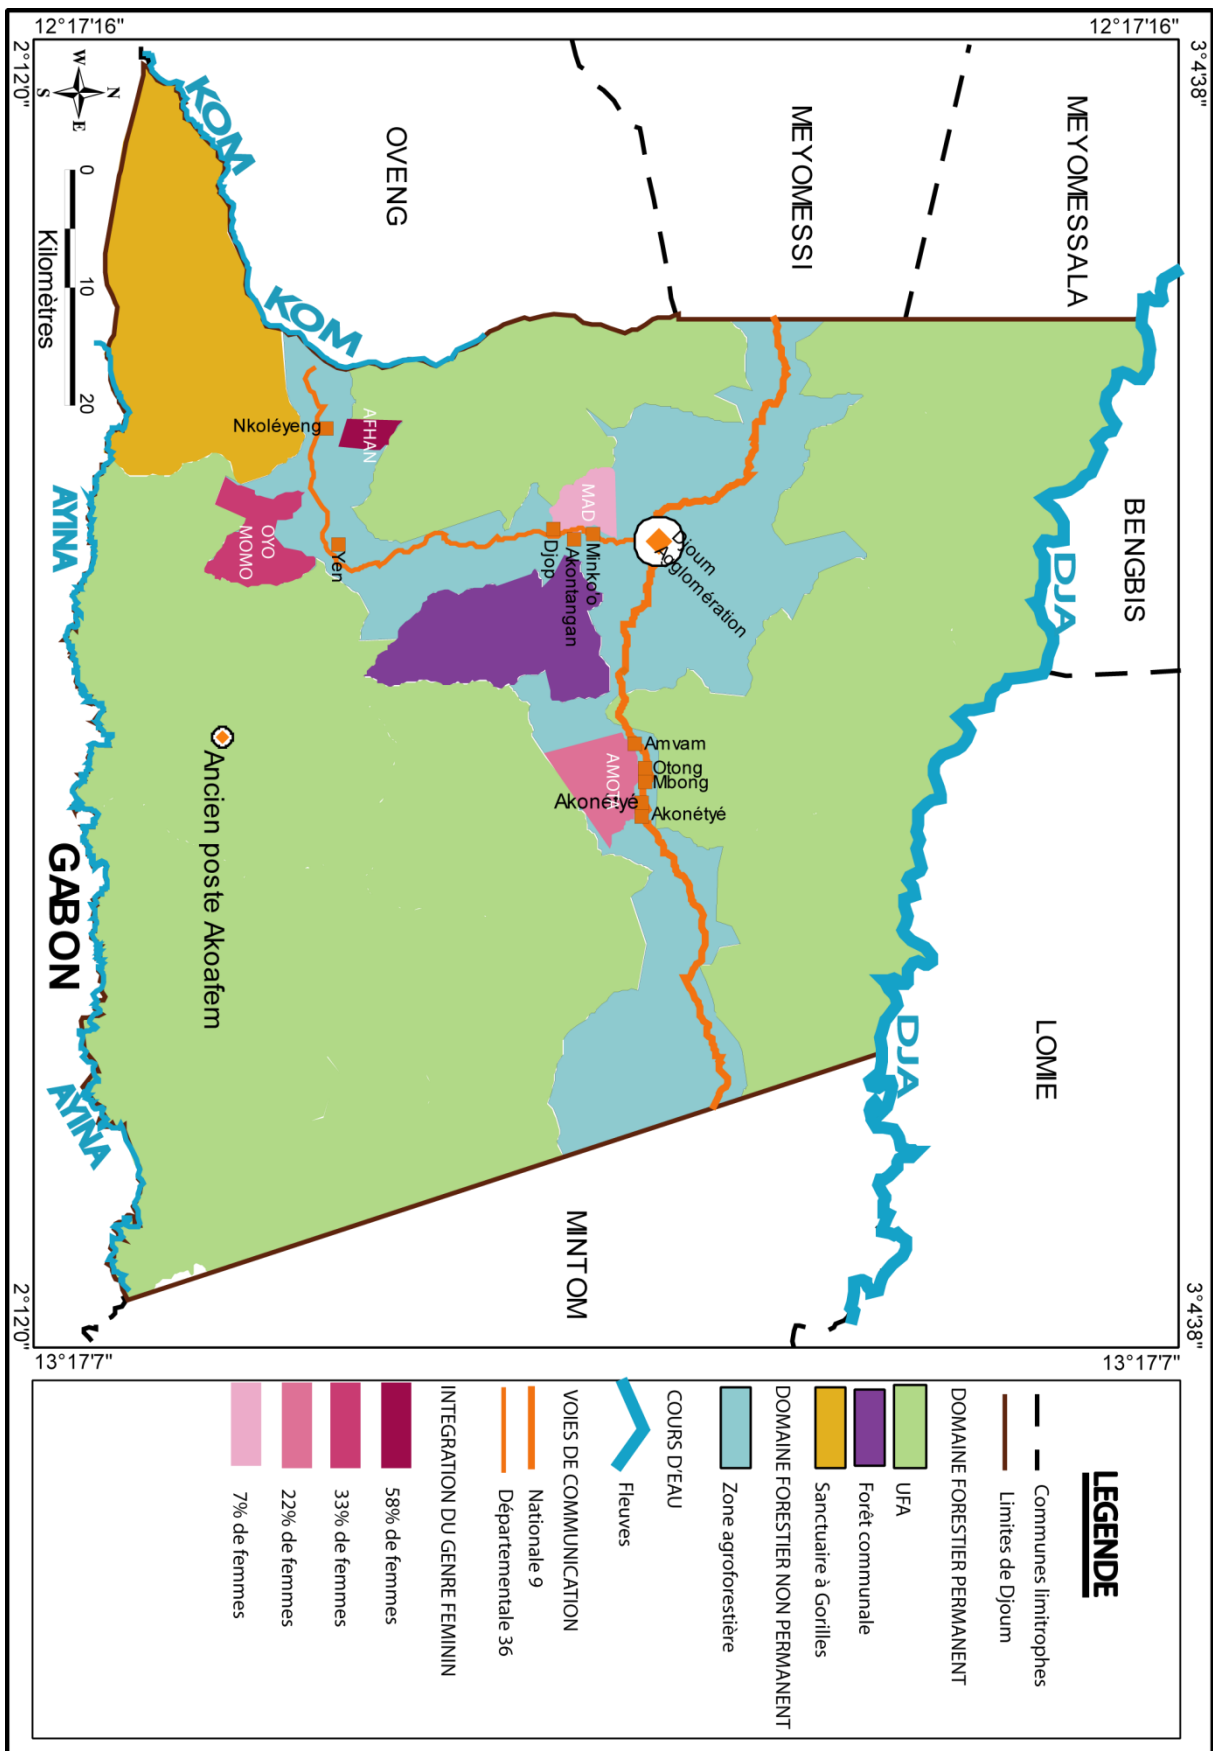 12°17'16"
12°17'16"
3°4'38"
2°12'0"
MEYOMESSALA
MEYOMESSI
OVENG
BENGBIS
LOMIE
MINTOM
GABON
DJA
DJA
KOM
KOM
AYINA
AYINA
N
W
E
S
0
10
20
Kilomètres
Djoum
Agglomération
Minko'o
Akontangan
Djop
Yen
Nkoléyeng
Amvam
Otong
Mbong
Akonétyé
Akonétyé
AFHAN
MAD
OYO
MOMO
AMOTA
Ancien poste Akoafem
3°4'38"
2°12'0"
13°17'7"
13°17'7"
LEGENDE
Communes limitrophes
Limites de Djoum
DOMAINE FORESTIER PERMANENT
UFA
Forêt communale
Sanctuaire à Gorilles
DOMAINE FORESTIER NON PERMANENT
Zone agroforestière
COURS D'EAU
Fleuves
VOIES DE COMMUNICATION
Nationale 9
Départementale 36
INTEGRATION DU GENRE FEMININ
58% de femmes
33% de femmes
22% de femmes
7% de femmes